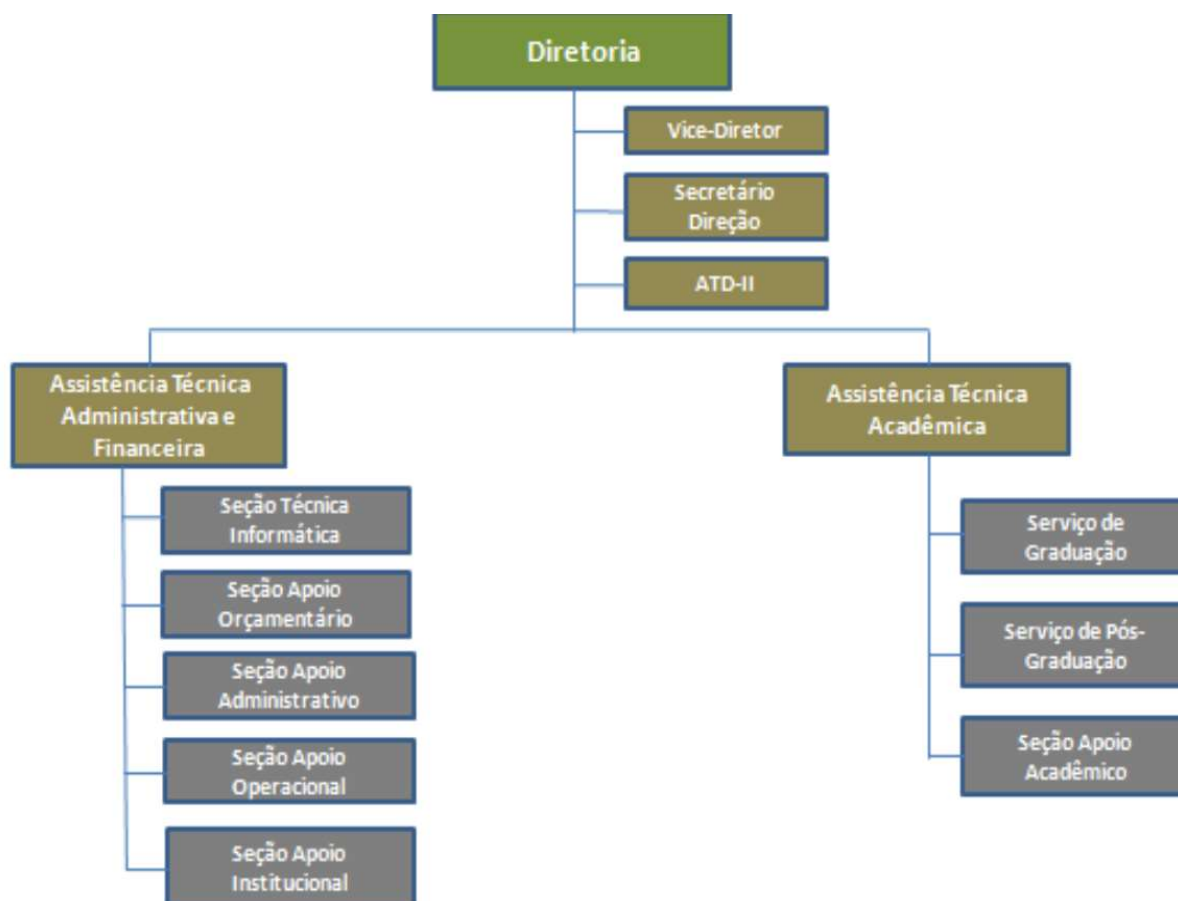 Diretoria
Vice-Diretor
Secretário
Direção
ATD-II
Assistência Técnica
Administrativa e
Financeira
Seção Técnica
Informática
Seção Apoio
Orçamentário
Seção Apoio
Administrativo
Seção Apoio
Operacional
Seção Apoio
Institucional
Assistência Técnica
Acadêmica
Serviço de
Graduação
Serviço de Pós-
Graduação
Seção Apoio
Acadêmico